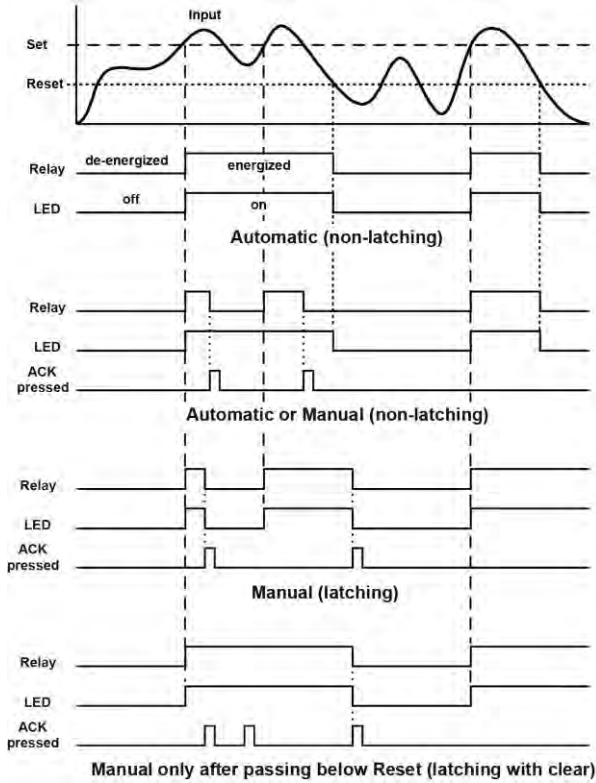 Input
Set
Reset
Relay de-energized energized
LED off on
Automatic (non-latching)
Relay
LED
ACK
pressed
Automatic or Manual (non-latching)
Relay
LED
ACK
pressed
Manual (latching)
Relay
LED
ACK
pressed
Manual only after passing below Reset (latching with clear)